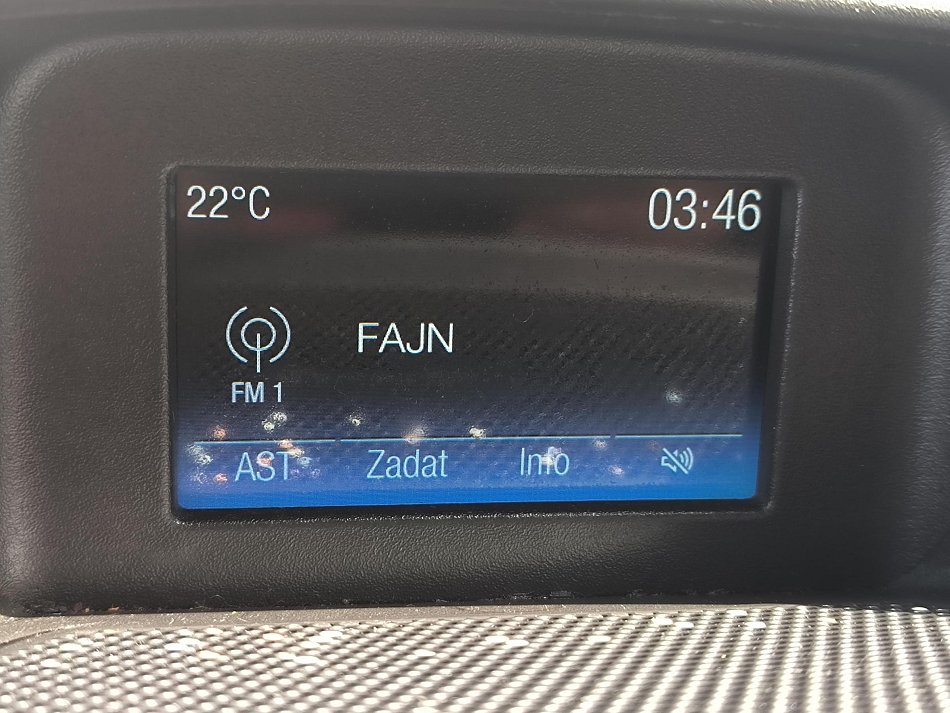 22°C 03:46
FAJN
FM 1
AST Zadat Info